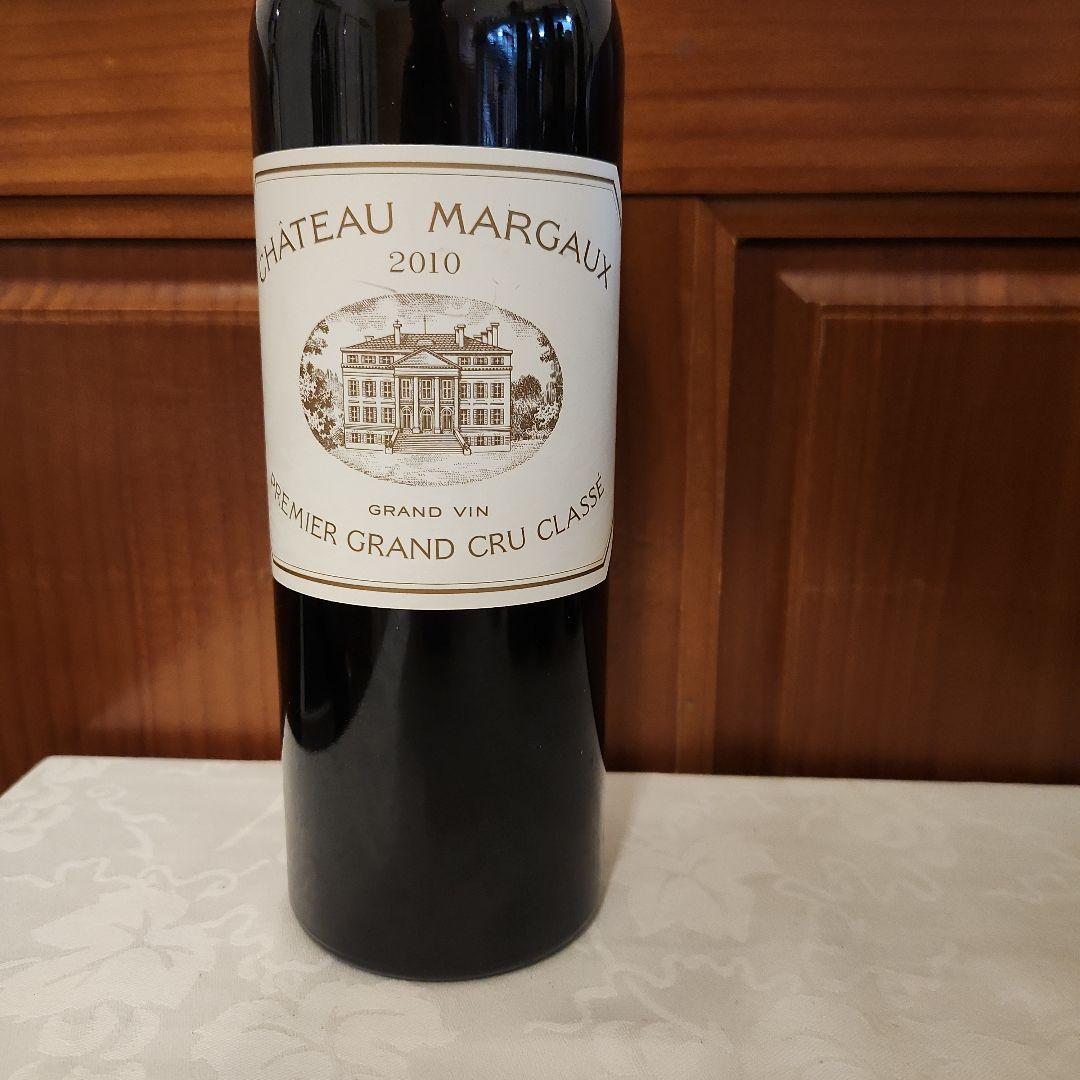 CHÂTEAU MARGAUX
2010
GRAND VIN
PREMIER GRAND CRU CLASSÉ